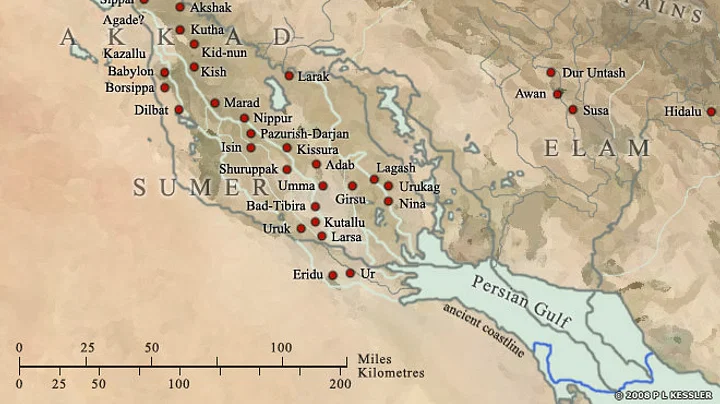 Sippar
Akshak
Agade?
TAINS
Kutha
AKKAD
Kid-nun
Kazallu
Babylon
Kish
Larak
Dur Untash
Borsippa
Awan
Marad
Dilbat
Susa
Hidalu
Nippur
Pazurish-Darjan
Isin
Kissura
ELAM
Adab
Lagash
Shuruppak
SUMER
Umma
Girsu
Urukag
Bad-Tibira
Nina
Kutallu
Uruk
Larsa
Eridu
Ur
Persian Gulf
ancient coastline
0 25 50 100
Miles
Kilometres
0 25 50 100 200
© 2008 P L KESSLER